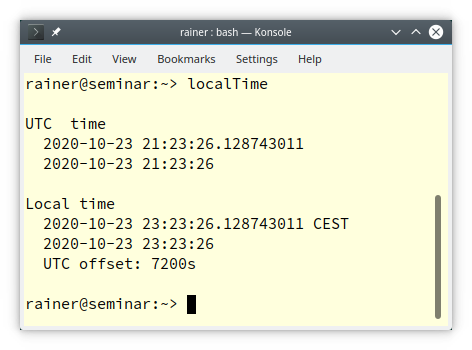 rainer : bash — Konsole
File Edit View Bookmarks Settings Help
rainer@seminar:~> localTime
UTC  time
  2020-10-23 21:23:26.128743011
  2020-10-23 21:23:26
Local time
  2020-10-23 23:23:26.128743011 CEST
  2020-10-23 23:23:26
  UTC offset: 7200s
rainer@seminar:~>